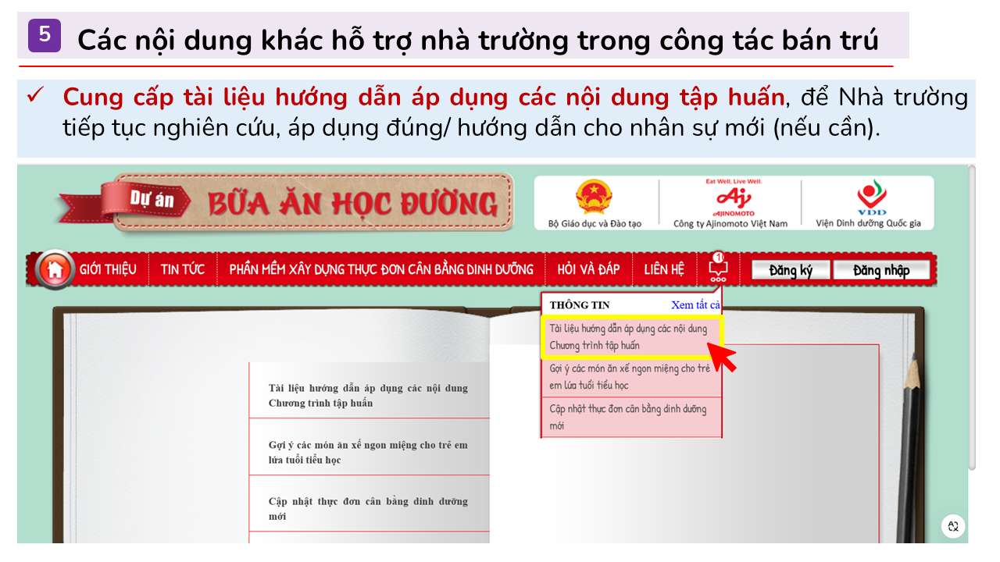 5
Các nội dung khác hỗ trợ nhà trường trong công tác bán trú
✓ Cung cấp tài liệu hướng dẫn áp dụng các nội dung tập huấn, để Nhà trường
tiếp tục nghiên cứu, áp dụng đúng/ hướng dẫn cho nhân sự mới (nếu cần).
Dự án
BỮA ĂN HỌC ĐƯỜNG
Bộ Giáo dục và Đào tạo
Eat Well, Live Well.
Aj
AJINOMOTO
Công ty Ajinomoto Việt Nam
VDD
Viện Dinh dưỡng Quốc gia
GIỚI THIỆU
TIN TỨC
PHẦN MỀM XÂY DỰNG THỰC ĐƠN CÂN BẰNG DINH DƯỠNG
HỎI VÀ ĐÁP
LIÊN HỆ
Đăng ký
Đăng nhập
THÔNG TIN
Xem tất cả
Tài liệu hướng dẫn áp dụng các nội dung
Chương trình tập huấn
Gợi ý các món ăn xế ngon miệng cho trẻ
em lứa tuổi tiểu học
Cập nhật thực đơn cân bằng dinh dưỡng
mới
Tài liệu hướng dẫn áp dụng các nội dung
Chương trình tập huấn
Gợi ý các món ăn xế ngon miệng cho trẻ em
lứa tuổi tiểu học
Cập nhật thực đơn cân bằng dinh dưỡng
mới